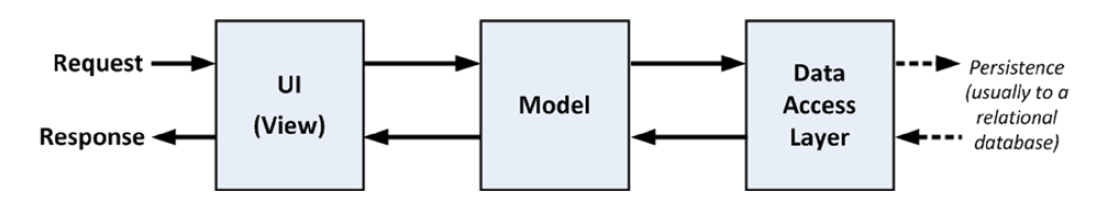 Request
Response
UI
(View)
Model
Data
Access
Layer
Persistence
(usually to a
relational
database)